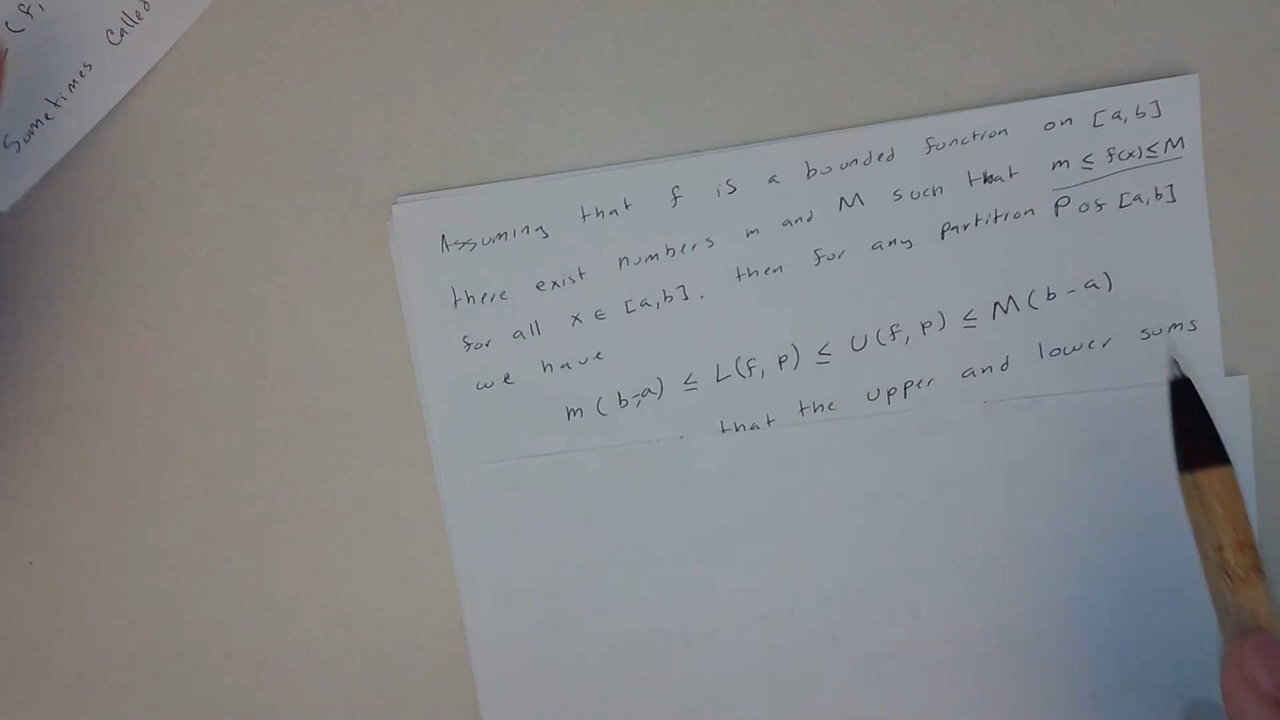 (f,
Sometimes Called
Assuming that f is a bounded function on [a,b]
there exist numbers m and M such that m ≤ f(x) ≤ M
for all x ∈ [a,b]. then for any partition P of [a,b]
we have
m(b-a) ≤ L(f, p) ≤ U(f, p) ≤ M(b-a)
that the upper and lower sums